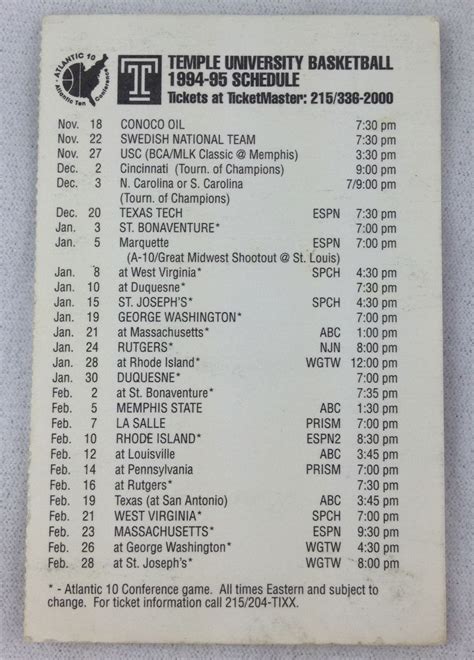 ATLANTIC 10
Atlantic Ten Conference
T
TEMPLE UNIVERSITY BASKETBALL
1994-95 SCHEDULE
Tickets at TicketMaster: 215/336-2000
Nov. 18 CONOCO OIL 7:30 pm
Nov. 22 SWEDISH NATIONAL TEAM 7:30 pm
Nov. 27 USC (BCA/MLK Classic @ Memphis) 3:30 pm
Dec. 2 Cincinnati (Tourn. of Champions) 9:00 pm
Dec. 3 N. Carolina or S. Carolina 7/9:00 pm
(Tourn. of Champions)
Dec. 20 TEXAS TECH ESPN 7:30 pm
Jan. 3 ST. BONAVENTURE* 7:00 pm
Jan. 5 Marquette ESPN 7:30 pm
(A-10/Great Midwest Shootout @ St. Louis)
Jan. 8 at West Virginia* SPCH 4:30 pm
Jan. 10 at Duquesne* 7:30 pm
Jan. 15 ST. JOSEPH'S* SPCH 4:30 pm
Jan. 19 GEORGE WASHINGTON* 7:00 pm
Jan. 21 at Massachusetts* ABC 1:00 pm
Jan. 24 RUTGERS* NJN 8:00 pm
Jan. 28 at Rhode Island* WGTW 12:00 pm
Jan. 30 DUQUESNE* 7:00 pm
Feb. 2 at St. Bonaventure* 7:35 pm
Feb. 5 MEMPHIS STATE ABC 1:30 pm
Feb. 7 LA SALLE PRISM 7:00 pm
Feb. 10 RHODE ISLAND* ESPN2 8:30 pm
Feb. 12 at Louisville ABC 3:45 pm
Feb. 14 at Pennsylvania PRISM 7:00 pm
Feb. 16 at Rutgers* 7:30 pm
Feb. 19 Texas (at San Antonio) ABC 3:45 pm
Feb. 21 WEST VIRGINIA* SPCH 7:00 pm
Feb. 23 MASSACHUSETTS* ESPN 9:30 pm
Feb. 26 at George Washington* WGTW 4:30 pm
Feb. 28 at St. Joseph's* WGTW 8:00 pm
* - Atlantic 10 Conference game. All times Eastern and subject to
change. For ticket information call 215/204-TIXX.